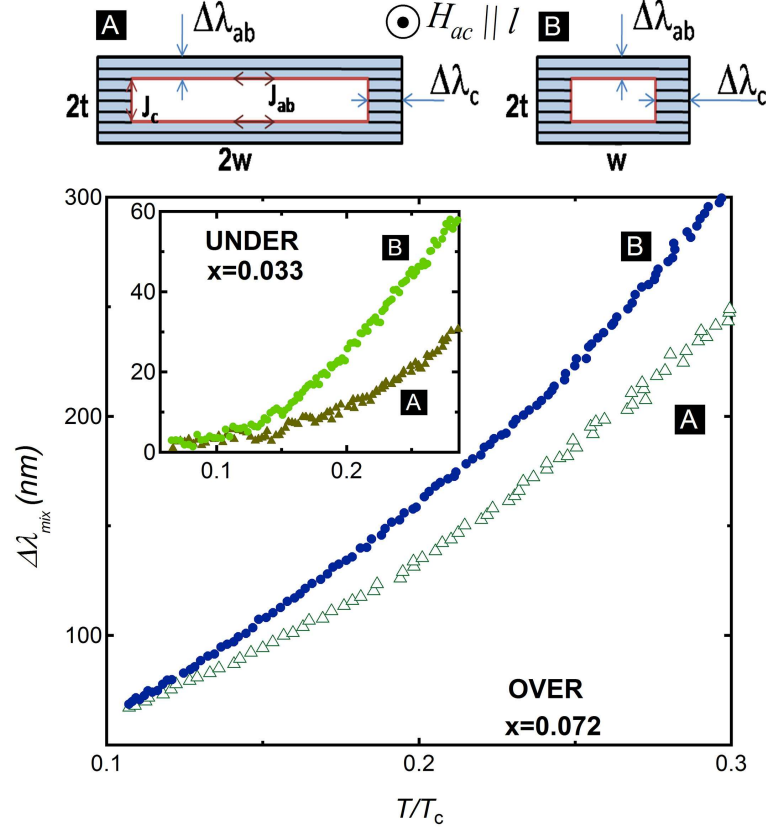 A Δλab H_ac || l B Δλab
2t Jc Jab Δλc 2t Δλc
2w w
300
60
UNDER
x=0.033
B
B
40
20
A
A
0
0.1 0.2
200
100
Δλmix (nm)
OVER
x=0.072
0.1 0.2 0.3
T/Tc